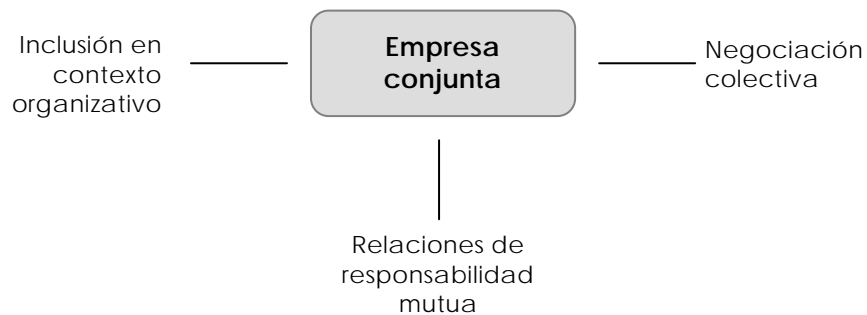 Inclusión en
contexto
organizativo
Empresa
conjunta
Negociación
colectiva
Relaciones de
responsabilidad
mutua